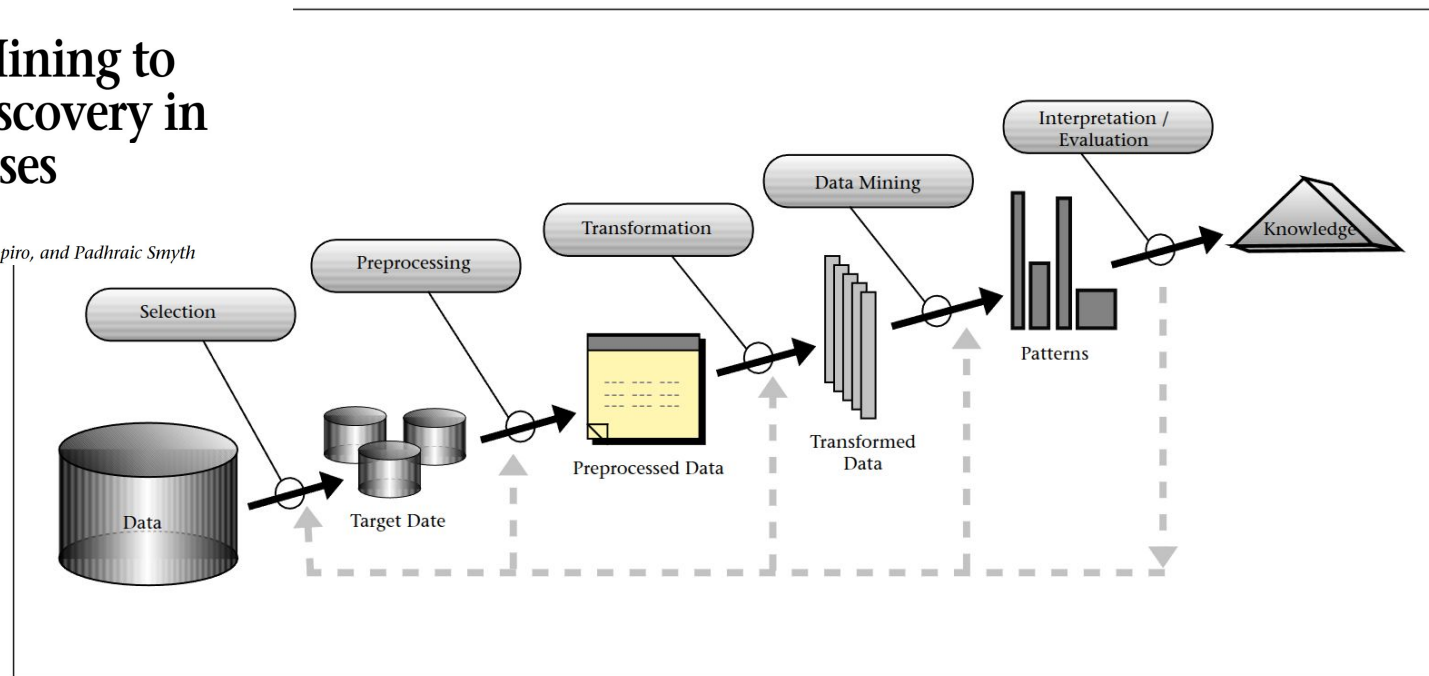 lining to
scovery in
ses
piro, and Padhraic Smyth
Interpretation /
Evaluation
Data Mining
Transformation
Preprocessing
Selection
Knowledge
Patterns
Transformed
Data
Preprocessed Data
Target Date
Data